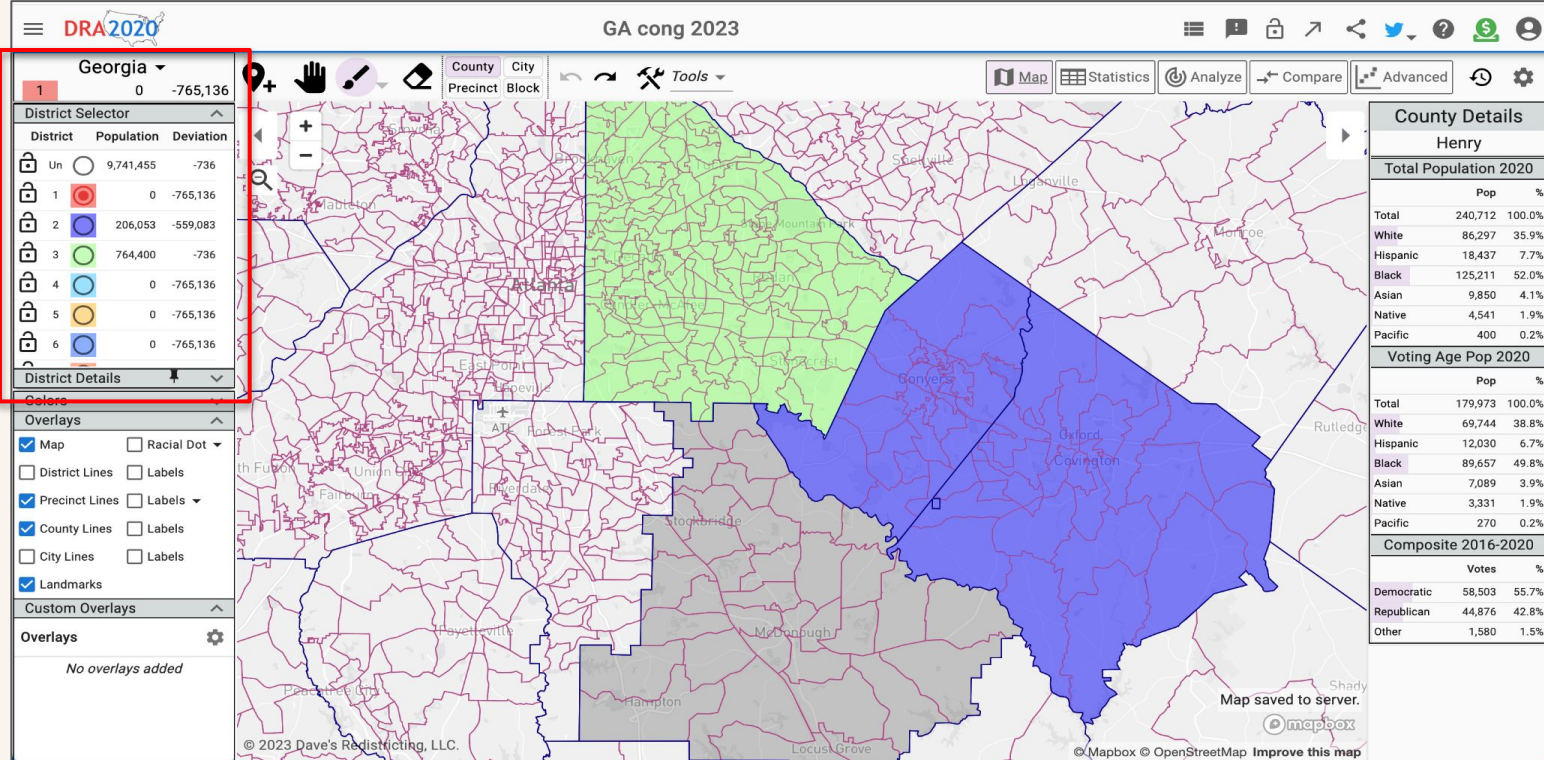 DRA2020
GA cong 2023
Georgia
1 0 -765,136
District Selector
District Population Deviation
Un 9,741,455 -736
1 0 -765,136
2 206,053 -559,083
3 764,400 -736
4 0 -765,136
5 0 -765,136
6 0 -765,136
District Details
Colors
Overlays
Map Racial Dot
District Lines Labels
Precinct Lines Labels
County Lines Labels
City Lines Labels
Landmarks
Custom Overlays
Overlays
No overlays added
County City
Precinct Block
Tools
Map Statistics Analyze Compare Advanced
Smyrna
Brookhaven
Snellville
Loganville
Mableton
Stone Mountain Park
Monroe
Atlanta
Stonecrest
East Point
Hapeville
Conyers
ATL Forest Park
Rutledge
Oxford
Covington
th Fulton
Union
Riverdale
Fairburn
Stockbridge
Fayetteville
McDonough
Peachtree City
Hampton
Shady
Locust Grove
Map saved to server.
mapbox
© 2023 Dave's Redistricting, LLC.
© Mapbox © OpenStreetMap Improve this map
County Details
Henry
Total Population 2020
Pop %
Total 240,712 100.0%
White 86,297 35.9%
Hispanic 18,437 7.7%
Black 125,211 52.0%
Asian 9,850 4.1%
Native 4,541 1.9%
Pacific 400 0.2%
Voting Age Pop 2020
Pop %
Total 179,973 100.0%
White 69,744 38.8%
Hispanic 12,030 6.7%
Black 89,657 49.8%
Asian 7,089 3.9%
Native 3,331 1.9%
Pacific 270 0.2%
Composite 2016-2020
Votes %
Democratic 58,503 55.7%
Republican 44,876 42.8%
Other 1,580 1.5%